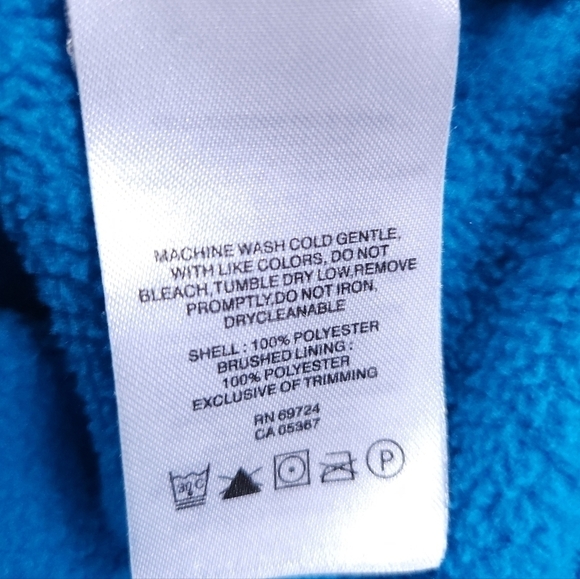 MACHINE WASH COLD GENTLE,
WITH LIKE COLORS, DO NOT
BLEACH,TUMBLE DRY LOW,REMOVE
PROMPTLY,DO NOT IRON,
DRYCLEANABLE
SHELL : 100% POLYESTER
BRUSHED LINING :
100% POLYESTER
EXCLUSIVE OF TRIMMING
RN 69724
CA 05367
30°C P